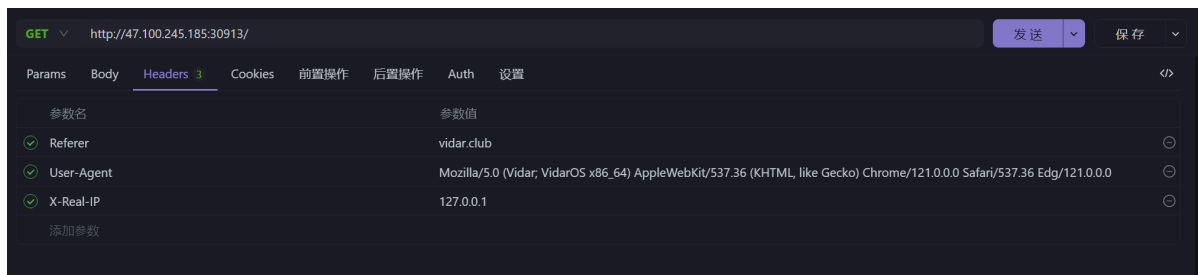 GET http://47.100.245.185:30913/ 发送 保存
Params Body Headers 3 Cookies 前置操作 后置操作 Auth 设置 </>
参数名 参数值
Referer vidar.club
User-Agent Mozilla/5.0 (Vidar; VidarOS x86_64) AppleWebKit/537.36 (KHTML, like Gecko) Chrome/121.0.0.0 Safari/537.36 Edg/121.0.0.0
X-Real-IP 127.0.0.1
添加参数